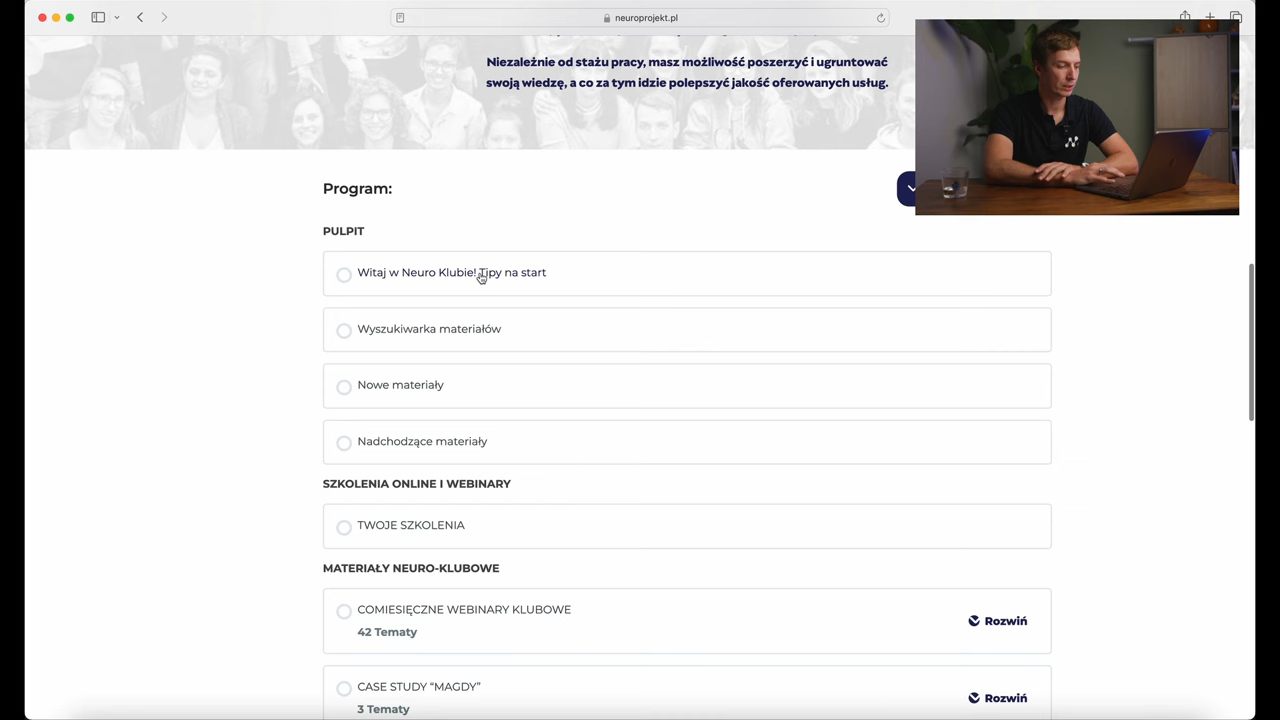 neuroprojekt.pl
Niezależnie od stażu pracy, masz możliwość poszerzyć i ugruntować
swoją wiedzę, a co za tym idzie polepszyć jakość oferowanych usług.
Program:
PULPIT
Witaj w Neuro Klubie! Tipy na start
Wyszukiwarka materiałów
Nowe materiały
Nadchodzące materiały
SZKOLENIA ONLINE I WEBINARY
TWOJE SZKOLENIA
MATERIAŁY NEURO-KLUBOWE
COMIESIĘCZNE WEBINARY KLUBOWE
42 Tematy
Rozwiń
CASE STUDY “MAGDY”
3 Tematy
Rozwiń